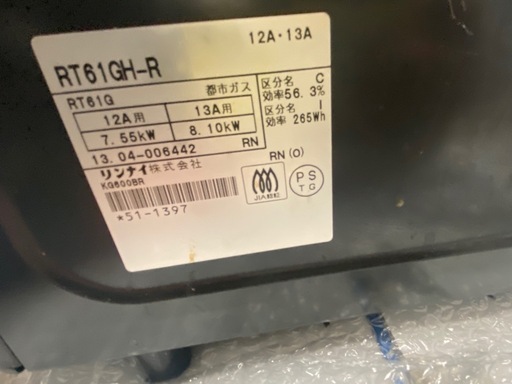 12A・13A
RT61GH-R
RT61G 都市ガス
12A用 13A用
7.55kW 8.10kW
区分名 C
効率56.3%
区分名 I
効率 265Wh
13.04-006442 RN
リンナイ株式会社 RN (O)
KG600BR
JIA
PS
TG
*51-1397